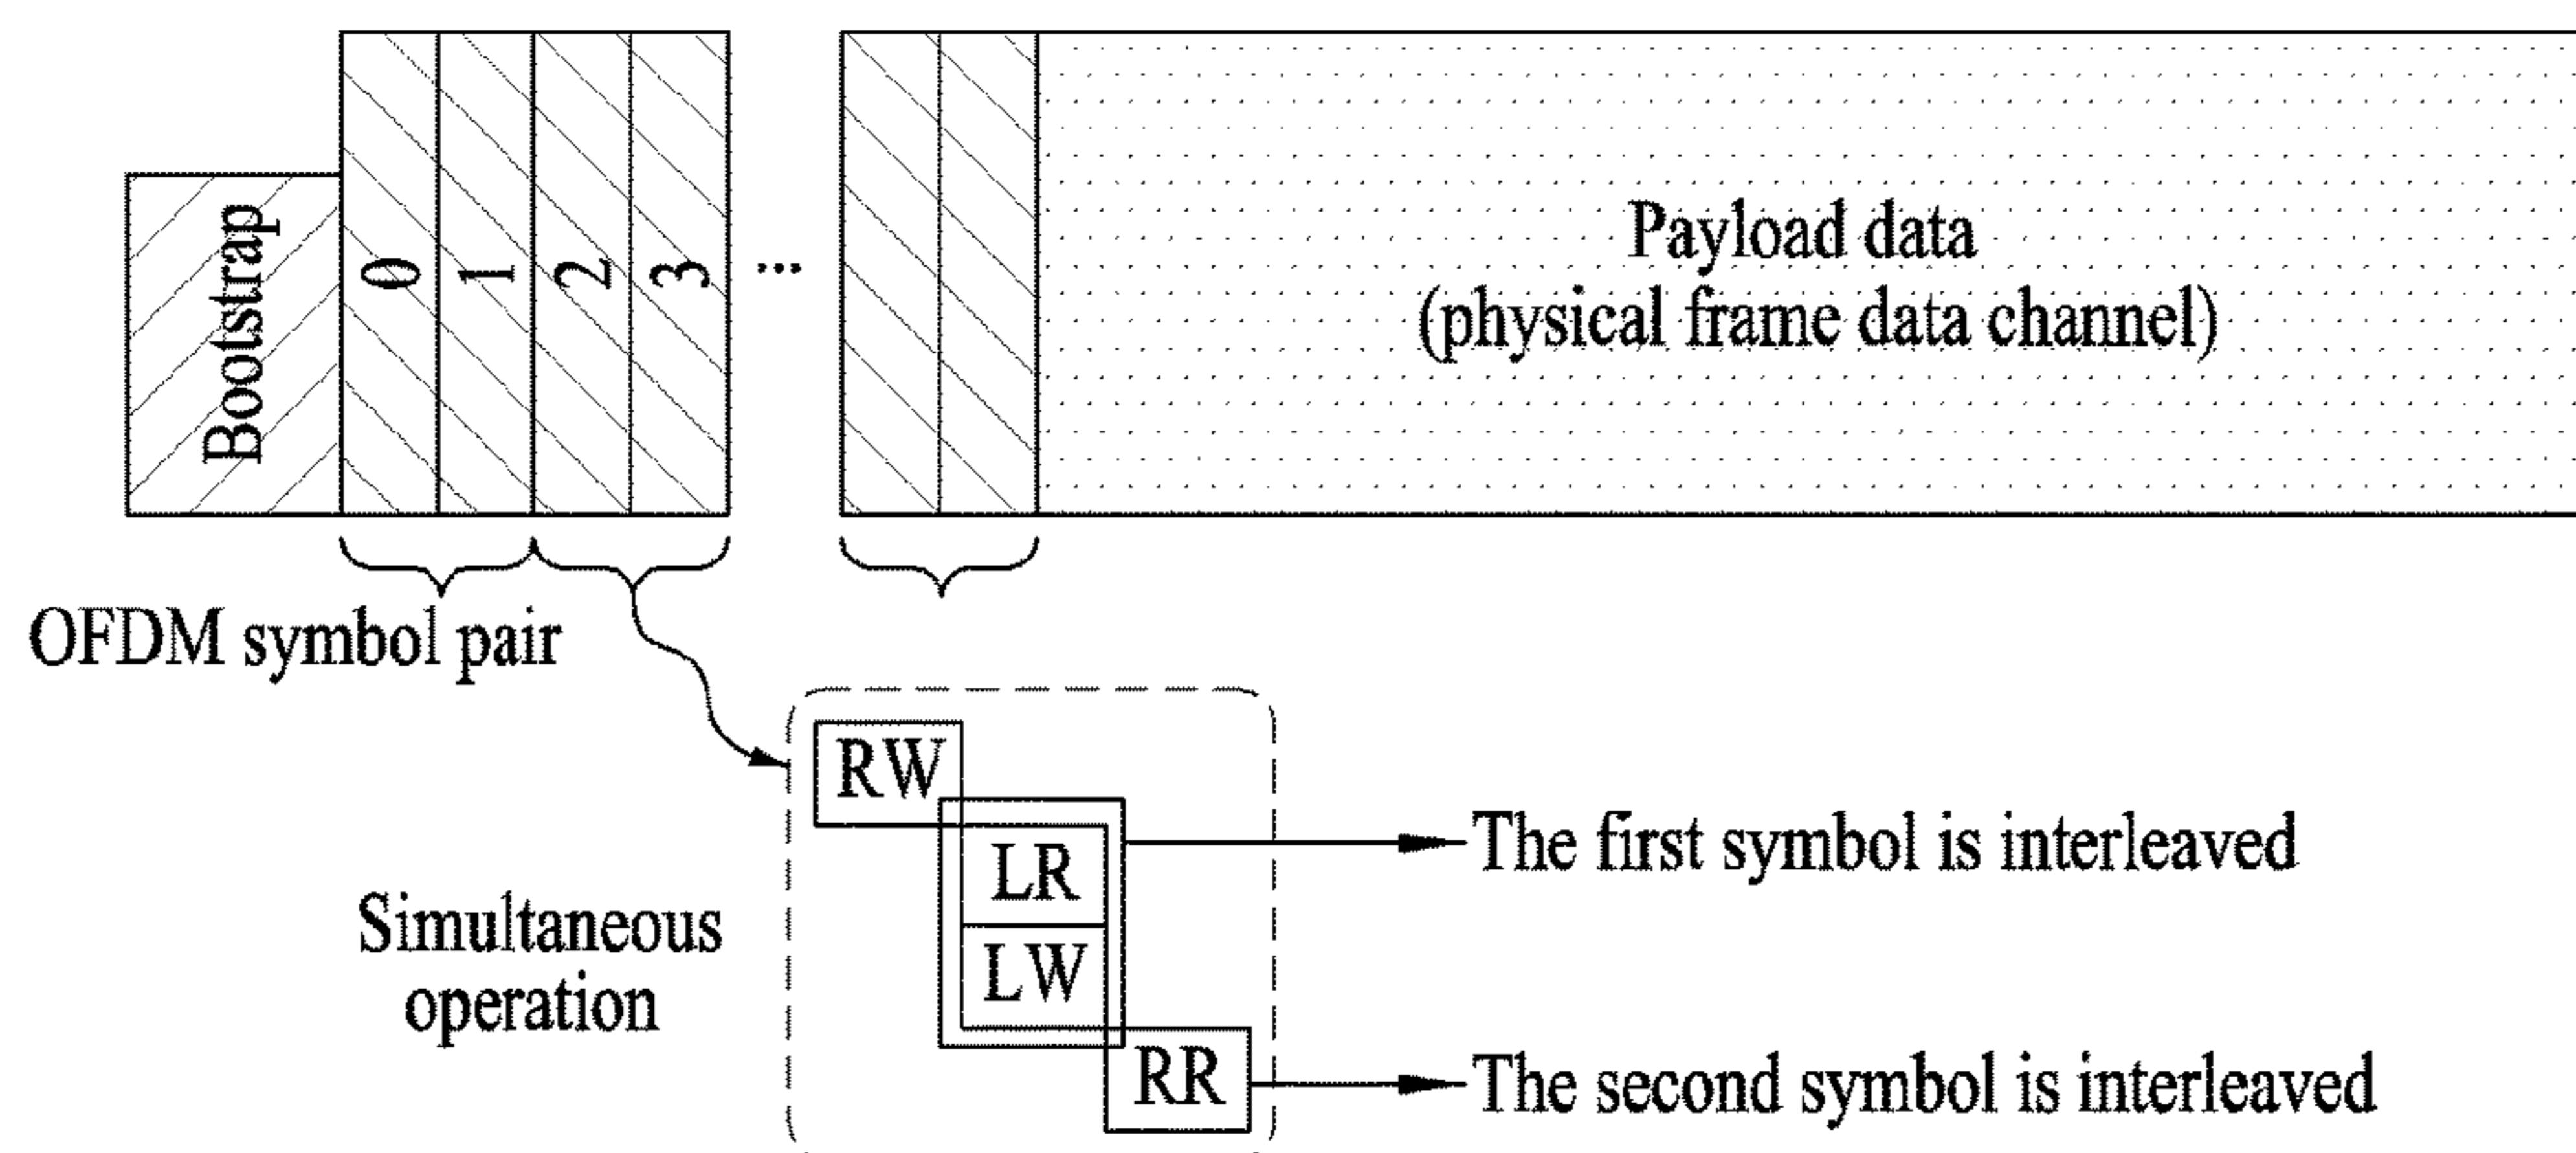 Bootstrap
0
1
2
3
...
Payload data
(physical frame data channel)
OFDM symbol pair
RW
LR
LW
RR
Simultaneous
operation
The first symbol is interleaved
The second symbol is interleaved